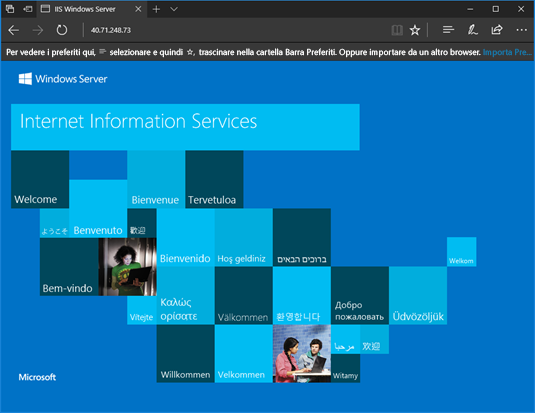 IIS Windows Server
40.71.248.73
Per vedere i preferiti qui, selezionare e quindi ☆, trascinare nella cartella Barra Preferiti. Oppure importare da un altro browser. Importa Pre...
Windows Server
Internet Information Services
Welcome
Bienvenue
Tervetuloa
ようこそ
Benvenuto
歡迎
Bienvenido
Hoş geldiniz
ברוכים הבאים
Welkom
Bem-vindo
Vítejte
Καλώς
ορίσατε
Välkommen
환영합니다
Добро
пожаловать
Üdvözöljük
مرحبا
欢迎
Microsoft
Willkommen
Velkommen
Witamy